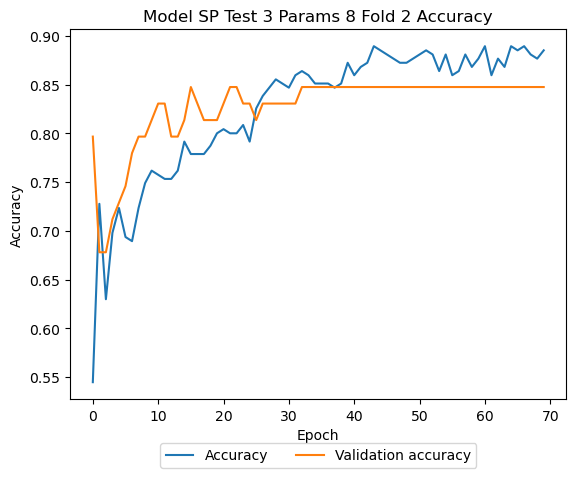 Model SP Test 3 Params 8 Fold 2 Accuracy
0.90
0.85
0.80
0.75
0.70
0.65
0.60
0.55
Accuracy
0 10 20 30 40 50 60 70
Epoch
Accuracy Validation accuracy